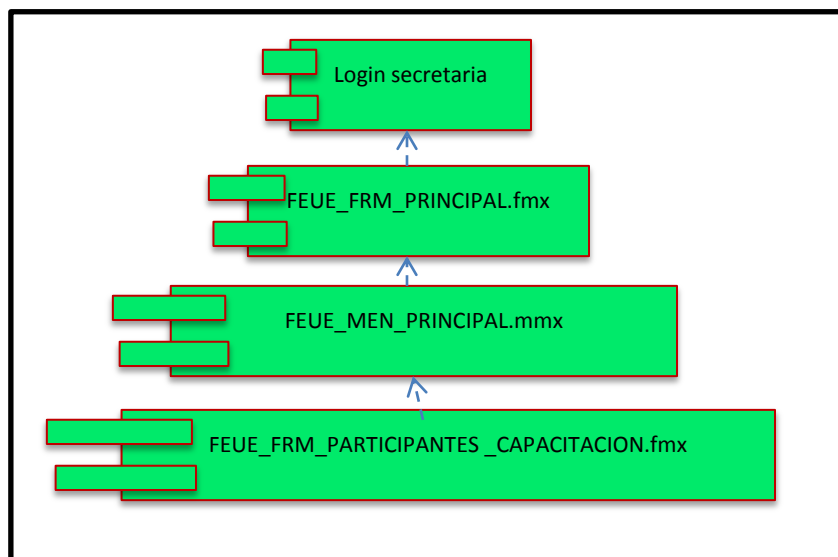 Login secretaria
FEUE_FRM_PRINCIPAL.fmx
FEUE_MEN_PRINCIPAL.mmx
FEUE_FRM_PARTICIPANTES _CAPACITACION.fmx